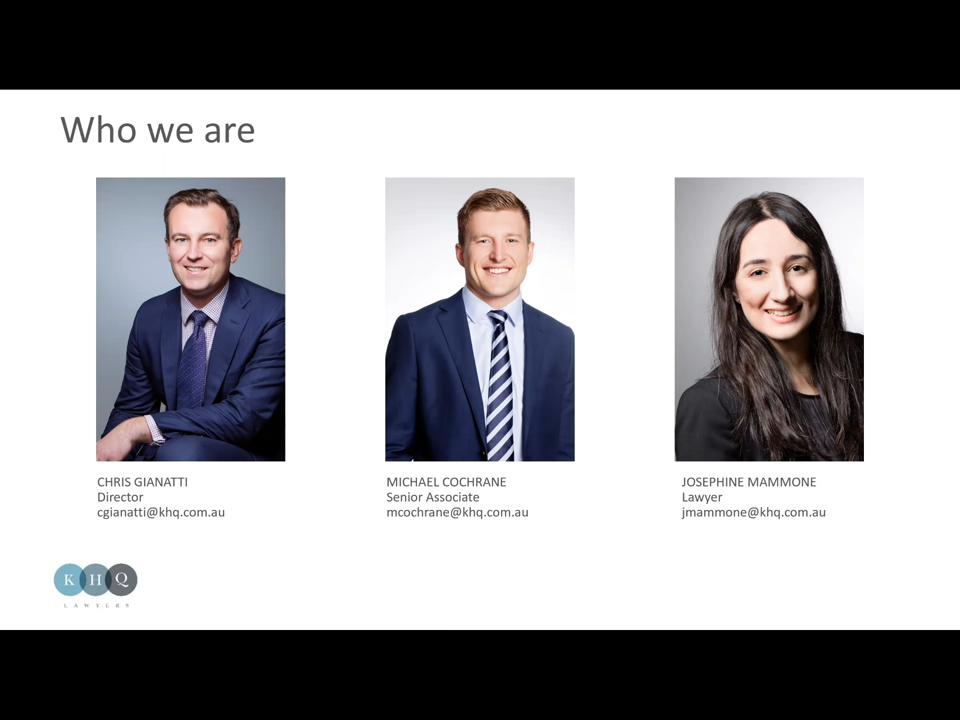 Who we are
CHRIS GIANATTI
Director
cgianatti@khq.com.au
MICHAEL COCHRANE
Senior Associate
mcochrane@khq.com.au
JOSEPHINE MAMMONE
Lawyer
jmammone@khq.com.au
K H Q
LAWYERS